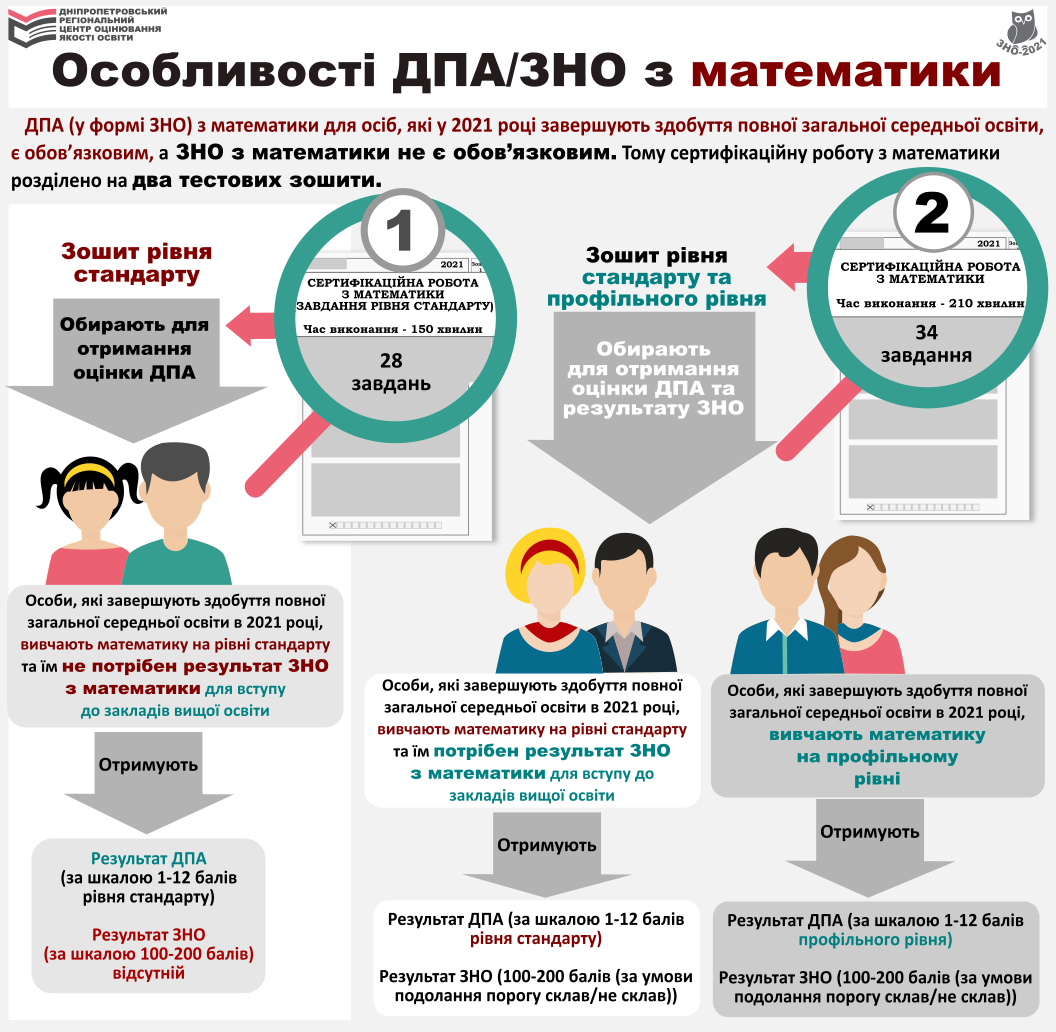 ДНІПРОПЕТРОВСЬКИЙ
РЕГІОНАЛЬНИЙ
ЦЕНТР ОЦІНЮВАННЯ
ЯКОСТІ ОСВІТИ
ЗНО-2021
Особливості ДПА/ЗНО з математики
ДПА (у формі ЗНО) з математики для осіб, які у 2021 році завершують здобуття повної загальної середньої освіти,
є обов’язковим, а ЗНО з математики не є обов’язковим. Тому сертифікаційну роботу з математики
розділено на два тестових зошити.
Зошит рівня
стандарту
Обирають для
отримання
оцінки ДПА
1
2021
СЕРТИФІКАЦІЙНА РОБОТА
З МАТЕМАТИКИ
ЗАВДАННЯ РІВНЯ СТАНДАРТУ)
Час виконання - 150 хвилин
28
завдань
Зошит рівня
стандарту та
профільного рівня
Обирають
для отримання
оцінки ДПА та
результату ЗНО
2
2021
СЕРТИФІКАЦІЙНА РОБОТА
З МАТЕМАТИКИ
Час виконання - 210 хвилин
34
завдання
Особи, які завершують здобуття повної
загальної середньої освіти в 2021 році,
вивчають математику на рівні стандарту
та їм не потрібен результат ЗНО
з математики для вступу
до закладів вищої освіти
Отримують
Результат ДПА
(за шкалою 1-12 балів
рівня стандарту)
Результат ЗНО
(за шкалою 100-200 балів)
відсутній
Особи, які завершують здобуття повної
загальної середньої освіти в 2021 році,
вивчають математику на рівні стандарту
та їм потрібен результат ЗНО
з математики для вступу до
закладів вищої освіти
Отримують
Результат ДПА (за шкалою 1-12 балів
рівня стандарту)
Результат ЗНО (100-200 балів (за умови
подолання порогу склав/не склав))
Особи, які завершують здобуття повної
загальної середньої освіти в 2021 році,
вивчають математику
на профільному
рівні
Отримують
Результат ДПА (за шкалою 1-12 балів
профільного рівня)
Результат ЗНО (100-200 балів (за умови
подолання порогу склав/не склав))